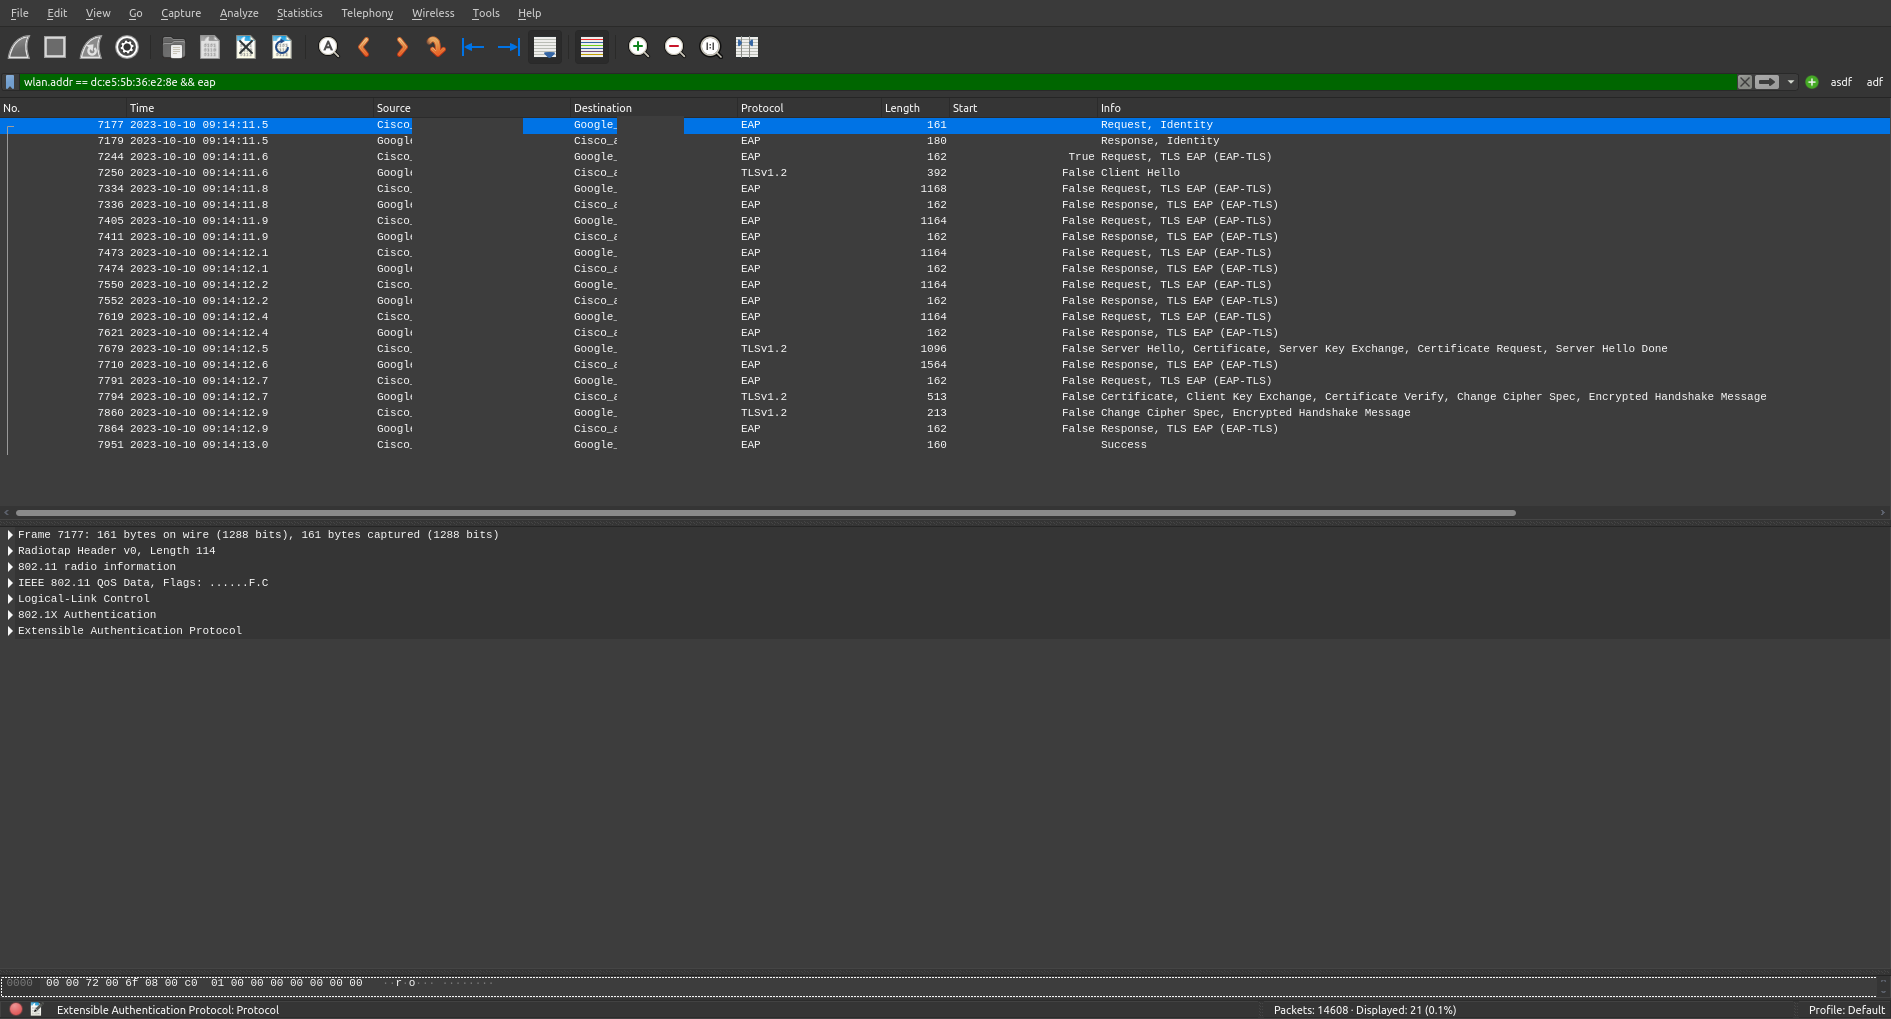 File Edit View Go Capture Analyze Statistics Telephony Wireless Tools Help
wlan.addr == dc:e5:5b:36:e2:8e && eap asdf adf
No. Time Source Destination Protocol Length Start Info
7177 2023-10-10 09:14:11.5 Cisco_ Google_ EAP 161 Request, Identity
7179 2023-10-10 09:14:11.5 Googl Cisco_ EAP 180 Response, Identity
7244 2023-10-10 09:14:11.6 Cisco_ Google_ EAP 162 True Request, TLS EAP (EAP-TLS)
7250 2023-10-10 09:14:11.6 Googl Cisco_ TLSv1.2 392 False Client Hello
7334 2023-10-10 09:14:11.8 Cisco_ Google_ EAP 1168 False Request, TLS EAP (EAP-TLS)
7336 2023-10-10 09:14:11.8 Googl Cisco_ EAP 162 False Response, TLS EAP (EAP-TLS)
7405 2023-10-10 09:14:11.9 Cisco_ Google_ EAP 1164 False Request, TLS EAP (EAP-TLS)
7411 2023-10-10 09:14:11.9 Googl Cisco_ EAP 162 False Response, TLS EAP (EAP-TLS)
7473 2023-10-10 09:14:12.1 Cisco_ Google_ EAP 1164 False Request, TLS EAP (EAP-TLS)
7474 2023-10-10 09:14:12.1 Googl Cisco_ EAP 162 False Response, TLS EAP (EAP-TLS)
7550 2023-10-10 09:14:12.2 Cisco_ Google_ EAP 1164 False Request, TLS EAP (EAP-TLS)
7552 2023-10-10 09:14:12.2 Googl Cisco_ EAP 162 False Response, TLS EAP (EAP-TLS)
7619 2023-10-10 09:14:12.4 Cisco_ Google_ EAP 1164 False Request, TLS EAP (EAP-TLS)
7621 2023-10-10 09:14:12.4 Googl Cisco_ EAP 162 False Response, TLS EAP (EAP-TLS)
7679 2023-10-10 09:14:12.5 Cisco_ Google_ TLSv1.2 1096 False Server Hello, Certificate, Server Key Exchange, Certificate Request, Server Hello Done
7710 2023-10-10 09:14:12.6 Googl Cisco_ EAP 1564 False Response, TLS EAP (EAP-TLS)
7791 2023-10-10 09:14:12.7 Cisco_ Google_ EAP 162 False Request, TLS EAP (EAP-TLS)
7794 2023-10-10 09:14:12.7 Googl Cisco_ TLSv1.2 513 False Certificate, Client Key Exchange, Certificate Verify, Change Cipher Spec, Encrypted Handshake Message
7860 2023-10-10 09:14:12.9 Cisco_ Google_ TLSv1.2 213 False Change Cipher Spec, Encrypted Handshake Message
7864 2023-10-10 09:14:12.9 Googl Cisco_ EAP 162 False Response, TLS EAP (EAP-TLS)
7951 2023-10-10 09:14:13.0 Cisco_ Google_ EAP 160 Success
Frame 7177: 161 bytes on wire (1288 bits), 161 bytes captured (1288 bits)
Radiotap Header v0, Length 114
802.11 radio information
IEEE 802.11 QoS Data, Flags: ......F.C
Logical-Link Control
802.1X Authentication
Extensible Authentication Protocol
0000 00 00 72 00 6f 08 00 c0 01 00 00 00 00 00 00 00 ··r·o··· ········
Extensible Authentication Protocol: Protocol Packets: 14608 · Displayed: 21 (0.1%) Profile: Default